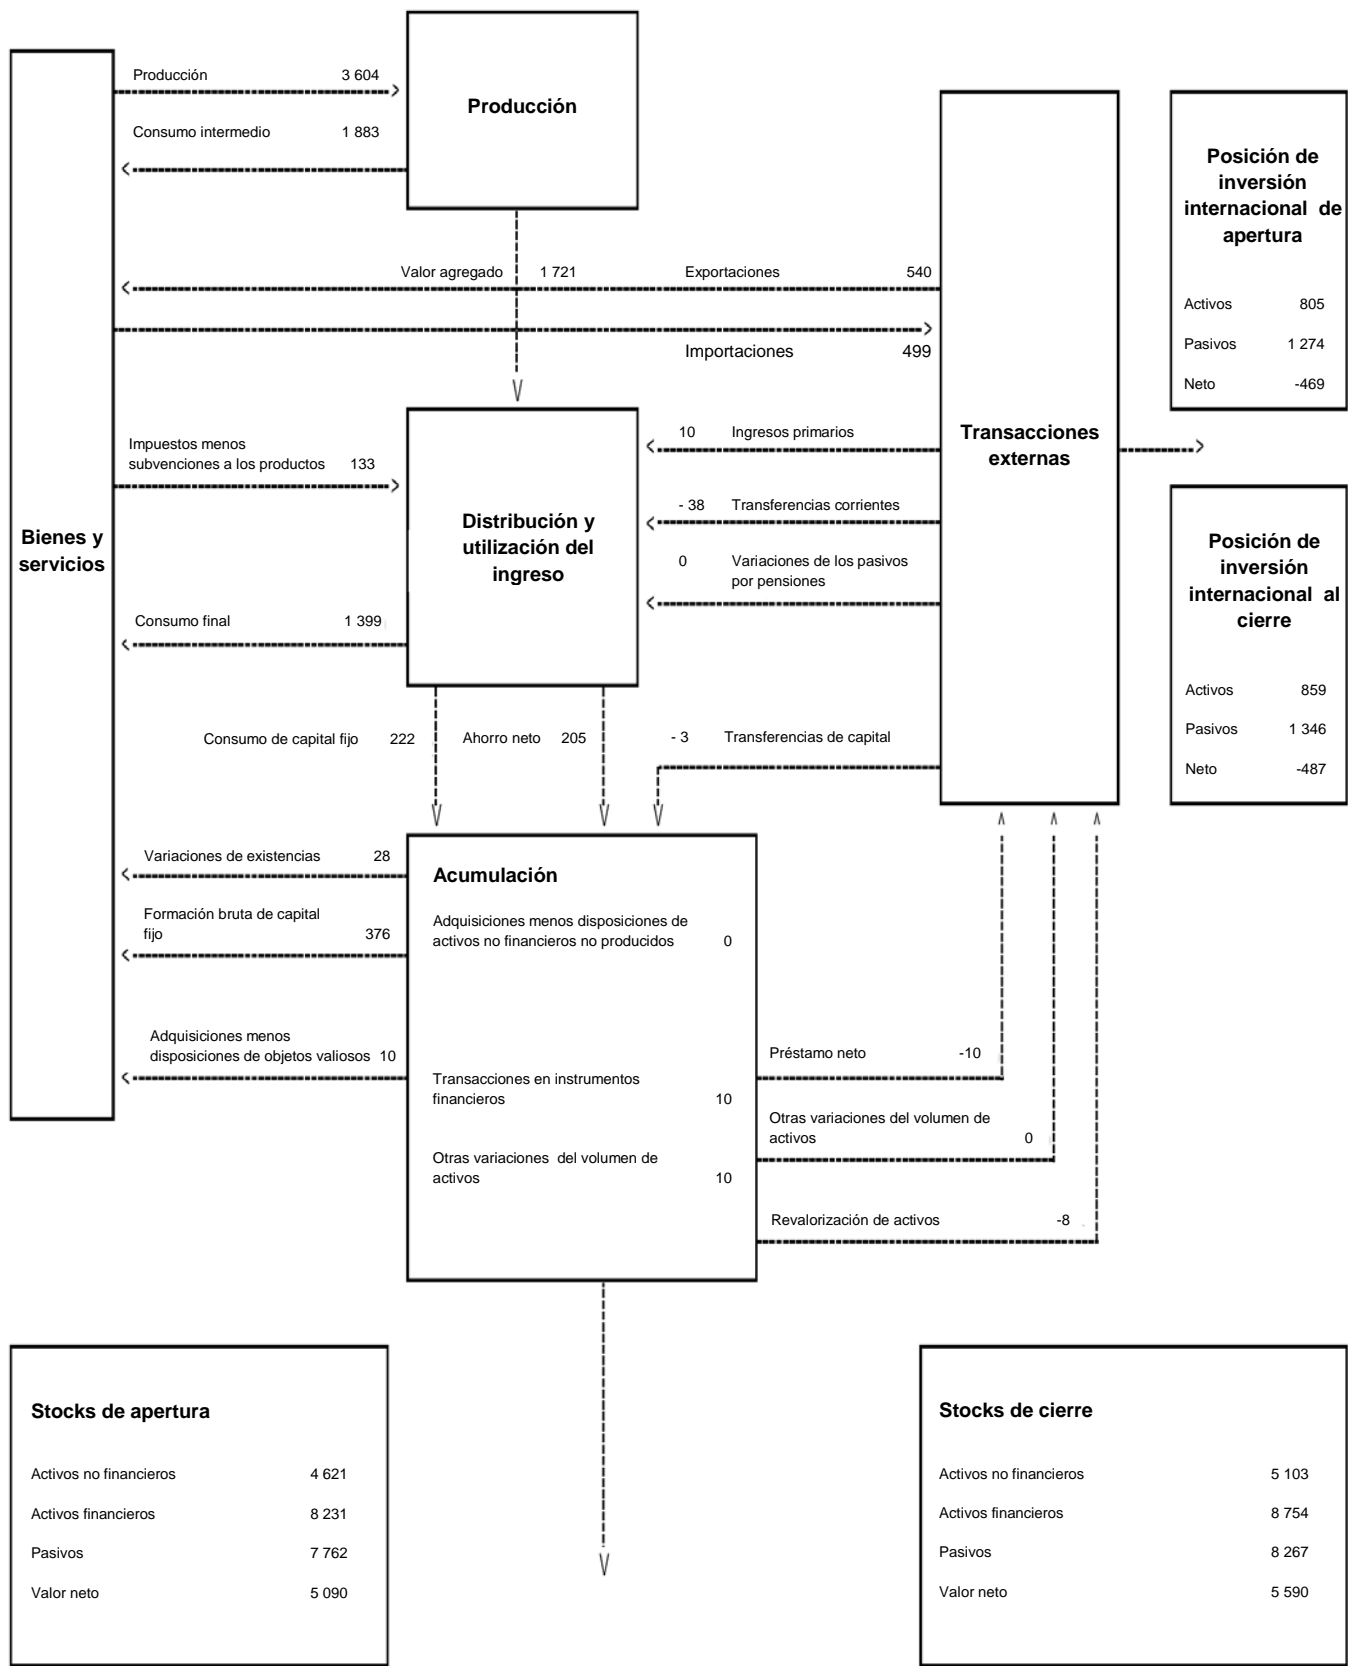 Producción 3 604
Consumo intermedio 1 883
Producción
Valor agregado 1 721
Exportaciones 540
Importaciones 499
Posición de
inversión
internacional de
apertura
Activos 805
Pasivos 1 274
Neto -469
Bienes y
servicios
Impuestos menos
subvenciones a los productos 133
Consumo final 1 399
Distribución y
utilización del
ingreso
10 Ingresos primarios
- 38 Transferencias corrientes
0 Variaciones de los pasivos
por pensiones
Transacciones
externas
Posición de
inversión
internacional al
cierre
Activos 859
Pasivos 1 346
Neto -487
Consumo de capital fijo 222
Ahorro neto 205
- 3 Transferencias de capital
Variaciones de existencias 28
Formación bruta de capital
fijo 376
Adquisiciones menos
disposiciones de objetos valiosos 10
Acumulación
Adquisiciones menos disposiciones de
activos no financieros no producidos 0
Transacciones en instrumentos
financieros 10
Otras variaciones del volumen de
activos 10
Préstamo neto -10
Otras variaciones del volumen de
activos 0
Revalorización de activos -8
Stocks de apertura
Activos no financieros 4 621
Activos financieros 8 231
Pasivos 7 762
Valor neto 5 090
Stocks de cierre
Activos no financieros 5 103
Activos financieros 8 754
Pasivos 8 267
Valor neto 5 590